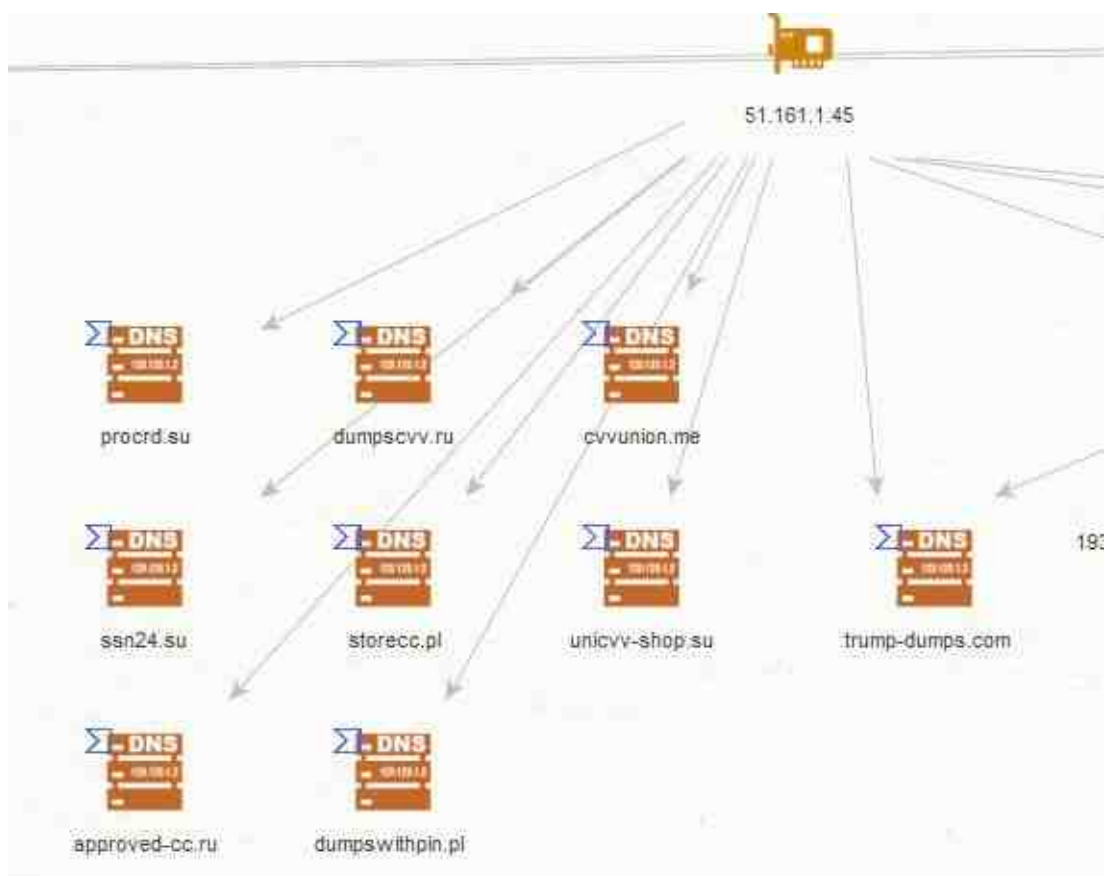 51.161.1.45
DNS DNS DNS
procrd.su dumpscvv.ru cvvunion.me
DNS DNS DNS DNS
193
ssn24.su storecc.pl unicvv-shop.su trump-dumps.com
DNS DNS
approved-cc.ru dumpswithpin.pl